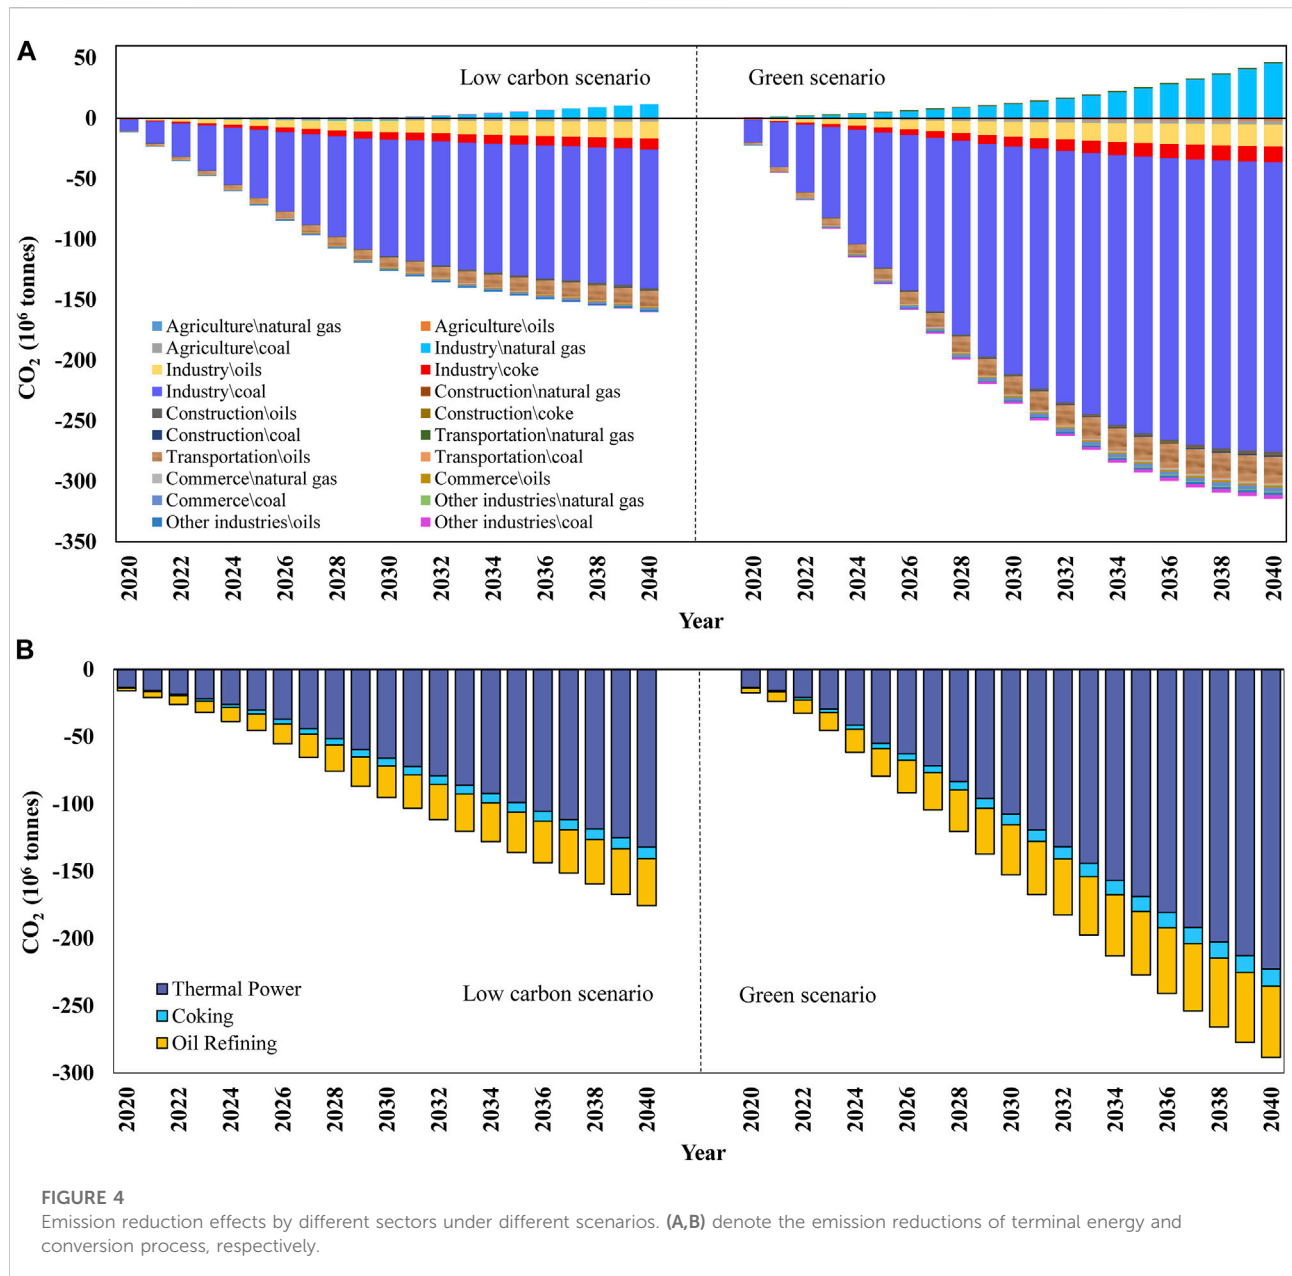 A
50
0
-50
-100
-150
-200
-250
-300
-350
CO2 (10^6 tonnes)
Low carbon scenario
Green scenario
Agriculture\natural gas
Agriculture\oils
Agriculture\coal
Industry\natural gas
Industry\oils
Industry\coke
Industry\coal
Construction\natural gas
Construction\oils
Construction\coke
Construction\coal
Transportation\natural gas
Transportation\oils
Transportation\coal
Commerce\natural gas
Commerce\oils
Commerce\coal
Other industries\natural gas
Other industries\oils
Other industries\coal
2020 2022 2024 2026 2028 2030 2032 2034 2036 2038 2040
2020 2022 2024 2026 2028 2030 2032 2034 2036 2038 2040
Year
B
0
-50
-100
-150
-200
-250
-300
CO2 (10^6 tonnes)
Thermal Power
Coking
Oil Refining
Low carbon scenario
Green scenario
2020 2022 2024 2026 2028 2030 2032 2034 2036 2038 2040
2020 2022 2024 2026 2028 2030 2032 2034 2036 2038 2040
Year
FIGURE 4
Emission reduction effects by different sectors under different scenarios. (A,B) denote the emission reductions of terminal energy and
conversion process, respectively.